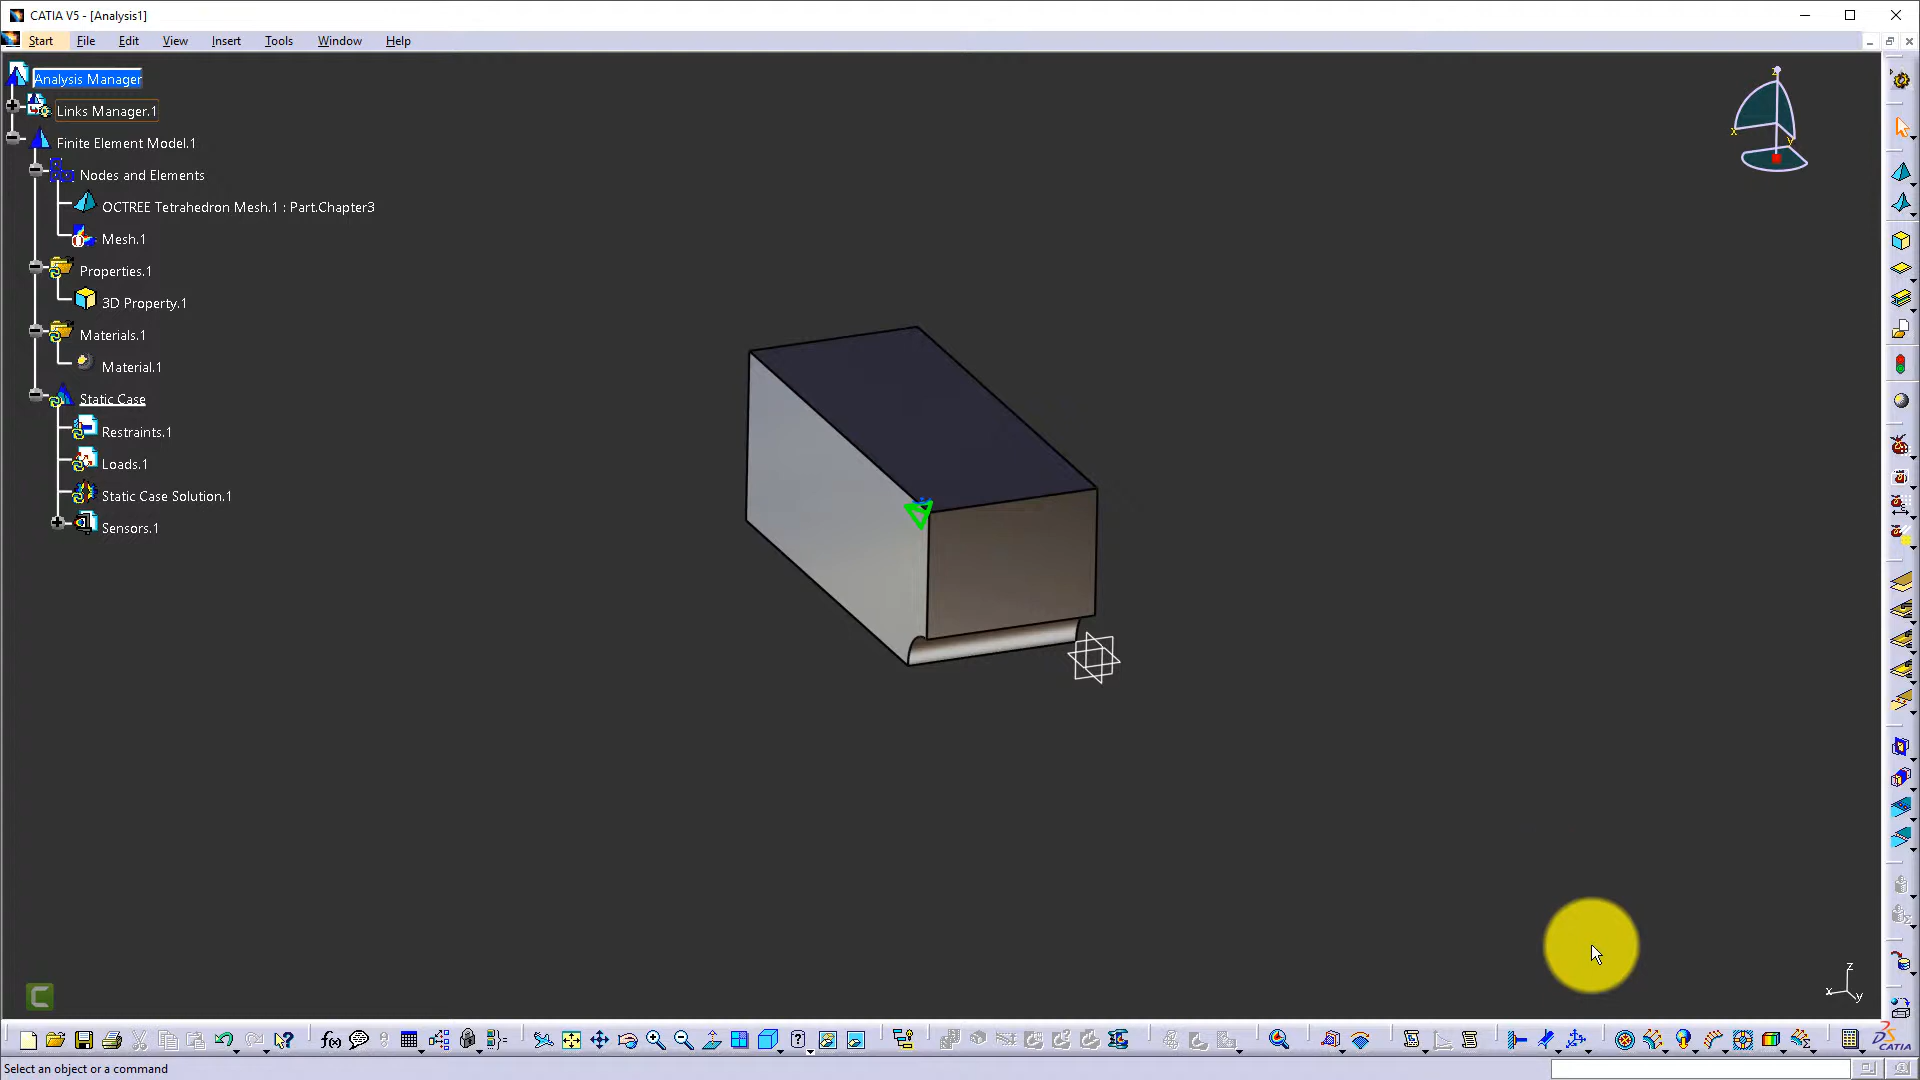 CATIA V5 - [Analysis1]
Start File Edit View Insert Tools Window Help
Analysis Manager
Links Manager.1
Finite Element Model.1
Nodes and Elements
OCTREE Tetrahedron Mesh.1 : Part.Chapter3
Mesh.1
Properties.1
3D Property.1
Materials.1
Material.1
Static Case
Restraints.1
Loads.1
Static Case Solution.1
Sensors.1
z
x
y
z
x
y
f(x)
CATIA
Select an object or a command